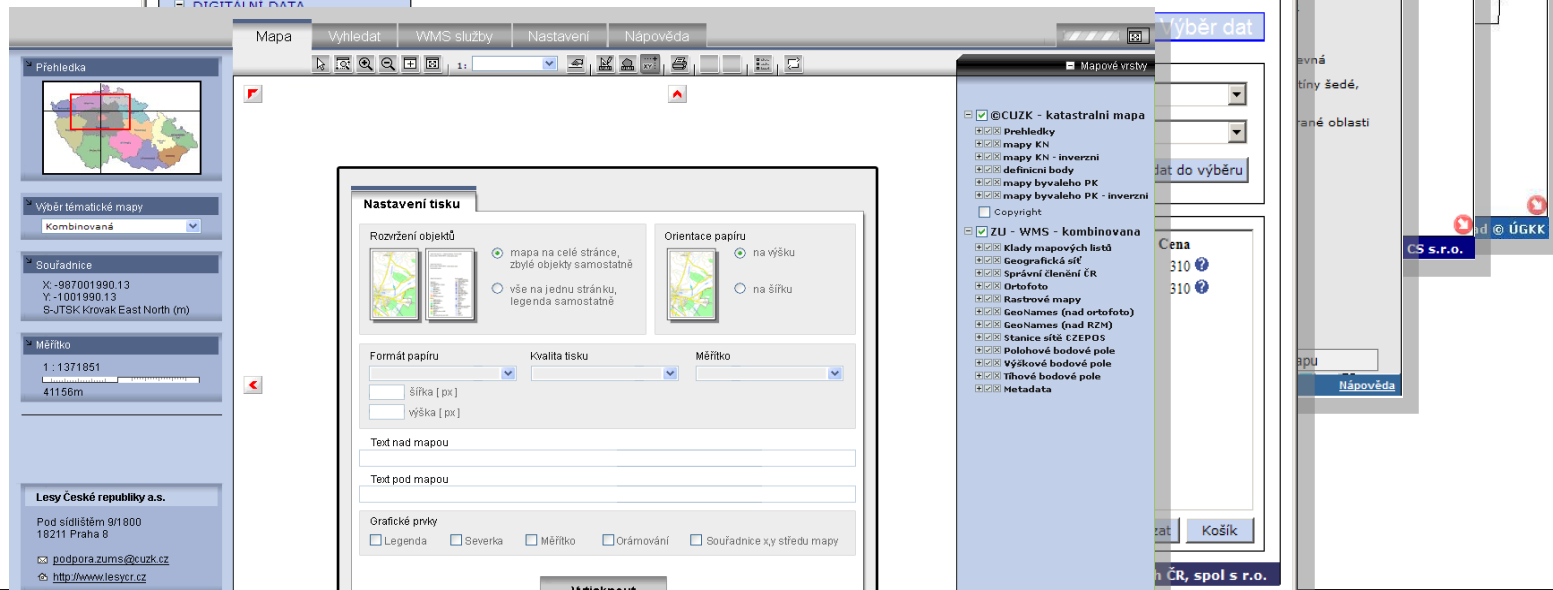 DIGITÁLNÍ DATA
Mapa
Vyhledat
WMS služby
Nastavení
Nápověda
Výběr dat
1:
Přehledka
Výběr tématické mapy
Kombinovaná
Souřadnice
X: -987001990.13
Y: -1001990.13
S-JTSK Krovak East North (m)
Měřítko
1 : 1371851
41156m
Lesy České republiky a.s.
Pod sídlištěm 9/1800
18211 Praha 8
podpora.zums@cuzk.cz
http://www.lesycr.cz
Nastavení tisku
Rozvržení objektů
mapa na celé stránce,
zbylé objekty samostatně
vše na jednu stránku,
legenda samostatně
Orientace papíru
na výšku
na šířku
Formát papíru
Kvalita tisku
Měřítko
šířka [ px ]
výška [ px ]
Text nad mapou
Text pod mapou
Grafické prvky
Legenda
Severka
Měřítko
Orámování
Souřadnice x,y středu mapy
Vytisknout
Mapové vrstvy
©CUZK - katastralni mapa
Prehledky
mapy KN
mapy KN - inverzni
definicni body
mapy byvaleho PK
mapy byvaleho PK - inverzni
Copyright
ZU - WMS - kombinovana
Klady mapových listů
Geografická síť
Správní členění ČR
Ortofoto
Rastrové mapy
GeoNames (nad ortofoto)
GeoNames (nad RZM)
Stanice sítě CZEPOS
Polohové bodové pole
Výškové bodové pole
Tíhové bodové pole
Metadata
dat do výběru
Cena
310
310
zat
Košík
h ČR, spol s r.o.
evná
tíny šedé,
rané oblasti
apu
Nápověda
CS s.r.o.
ad © ÚGKK